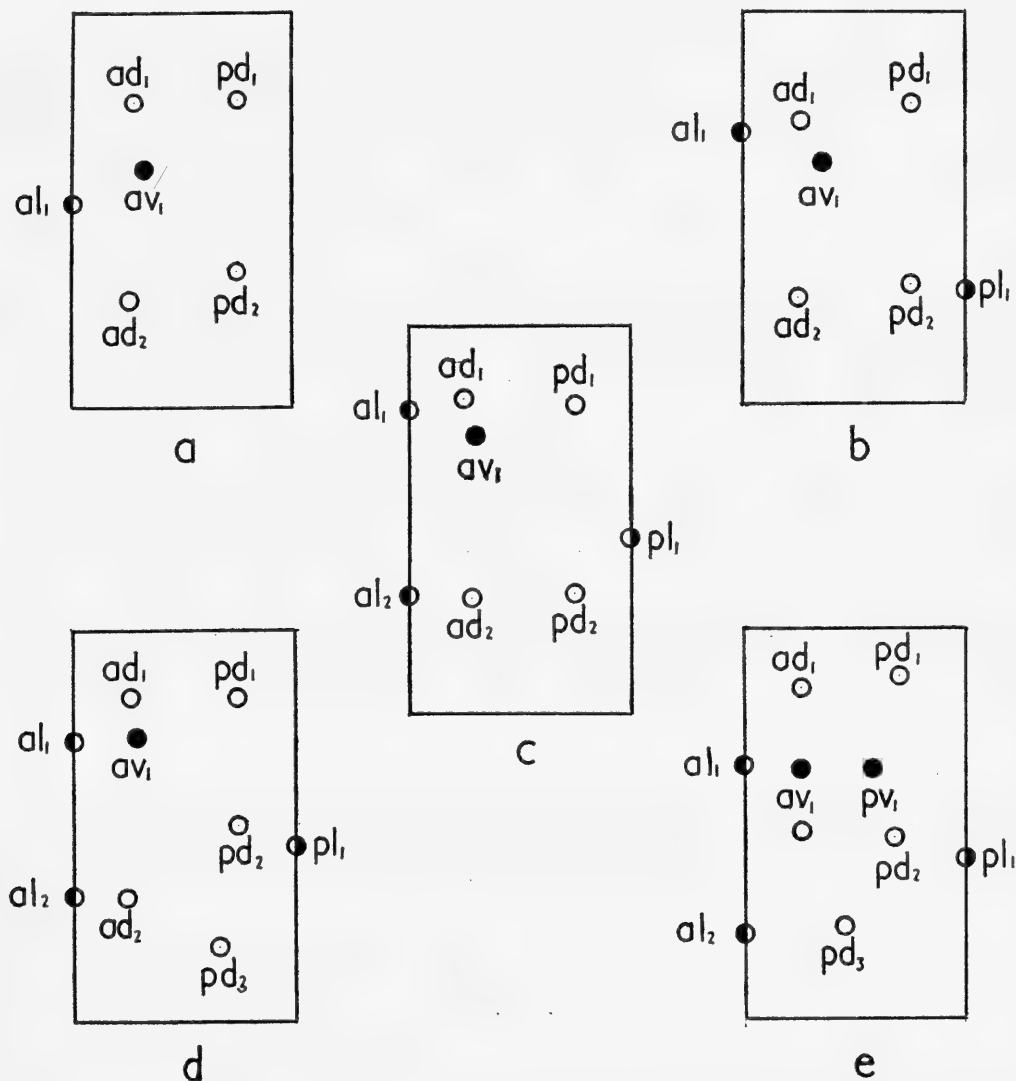 ad₁ pd₁
av₁
al₁
ad₂ pd₂
a
ad₁ pd₁
al₁
av₁
ad₂ pd₂ pl₁
b
ad₁ pd₁
al₁
av₁
pl₁
al₂
ad₂ pd₂
c
ad₁ pd₁
al₁
av₁
pd₂ pl₁
al₂
ad₂
pd₃
d
ad₁ pd₁
al₁
av₁ pv₁
pd₂ pl₁
al₂
pd₃
e